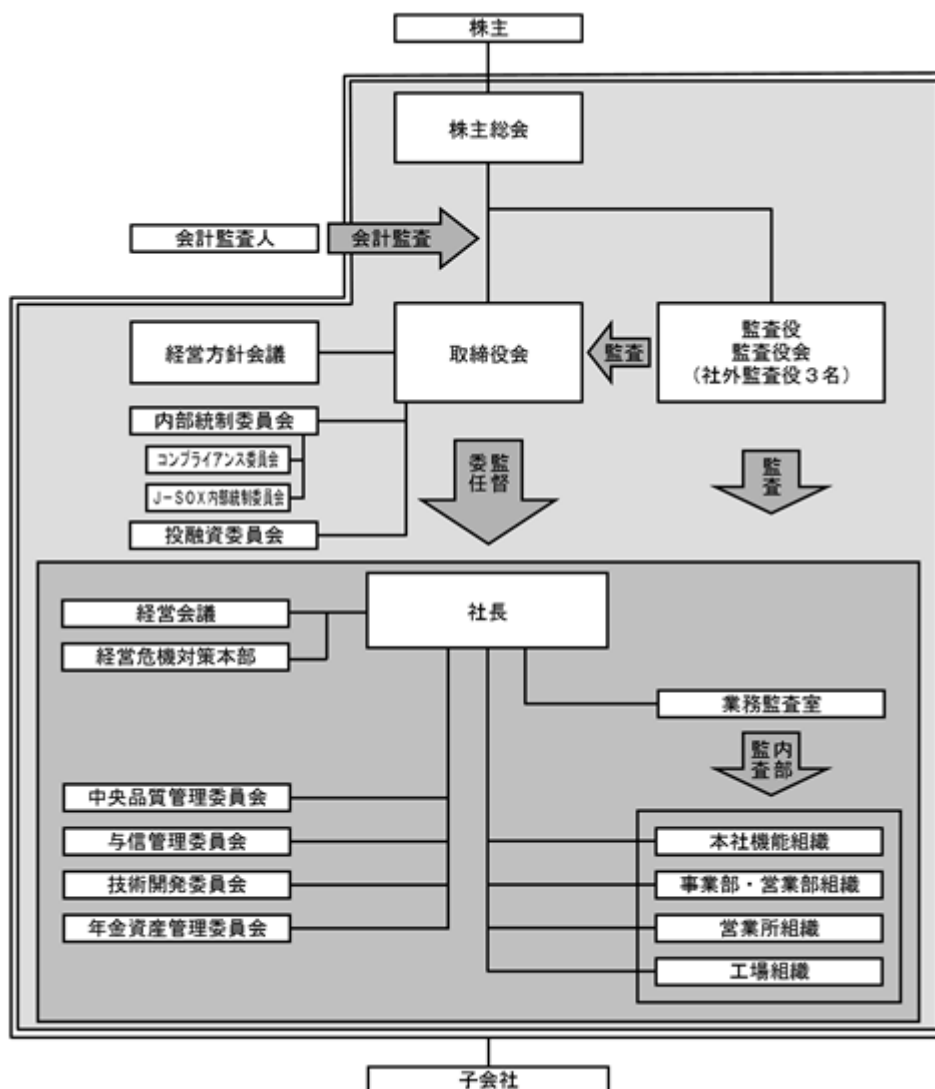 株主
株主総会
会計監査人
会計監査
経営方針会議
取締役会
監査
監査役
監査役会
（社外監査役３名）
内部統制委員会
コンプライアンス委員会
J－SOX内部統制委員会
投融資委員会
監督
委任
監査
社長
経営会議
経営危機対策本部
業務監査室
内部
監査
中央品質管理委員会
与信管理委員会
技術開発委員会
年金資産管理委員会
本社機能組織
事業部・営業部組織
営業所組織
工場組織
子会社